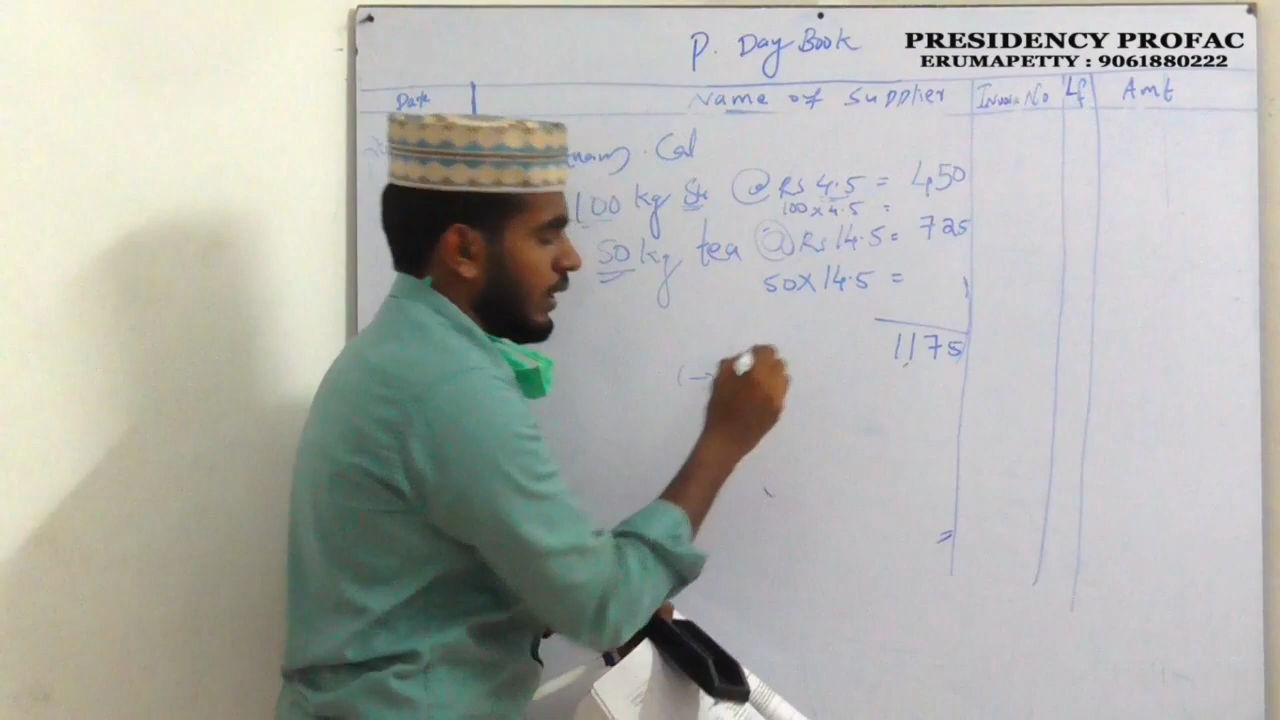 PRESIDENCY PROFAC
ERUMAPETTY : 9061880222
P. Day Book
Date Name of Supplier Invoice No Lf Amt
Cal
100 kg @ Rs 4.5 = 450
100 x 4.5 =
50 kg tea @ Rs 14.5 = 725
50 x 14.5 =
1175
(-)
=